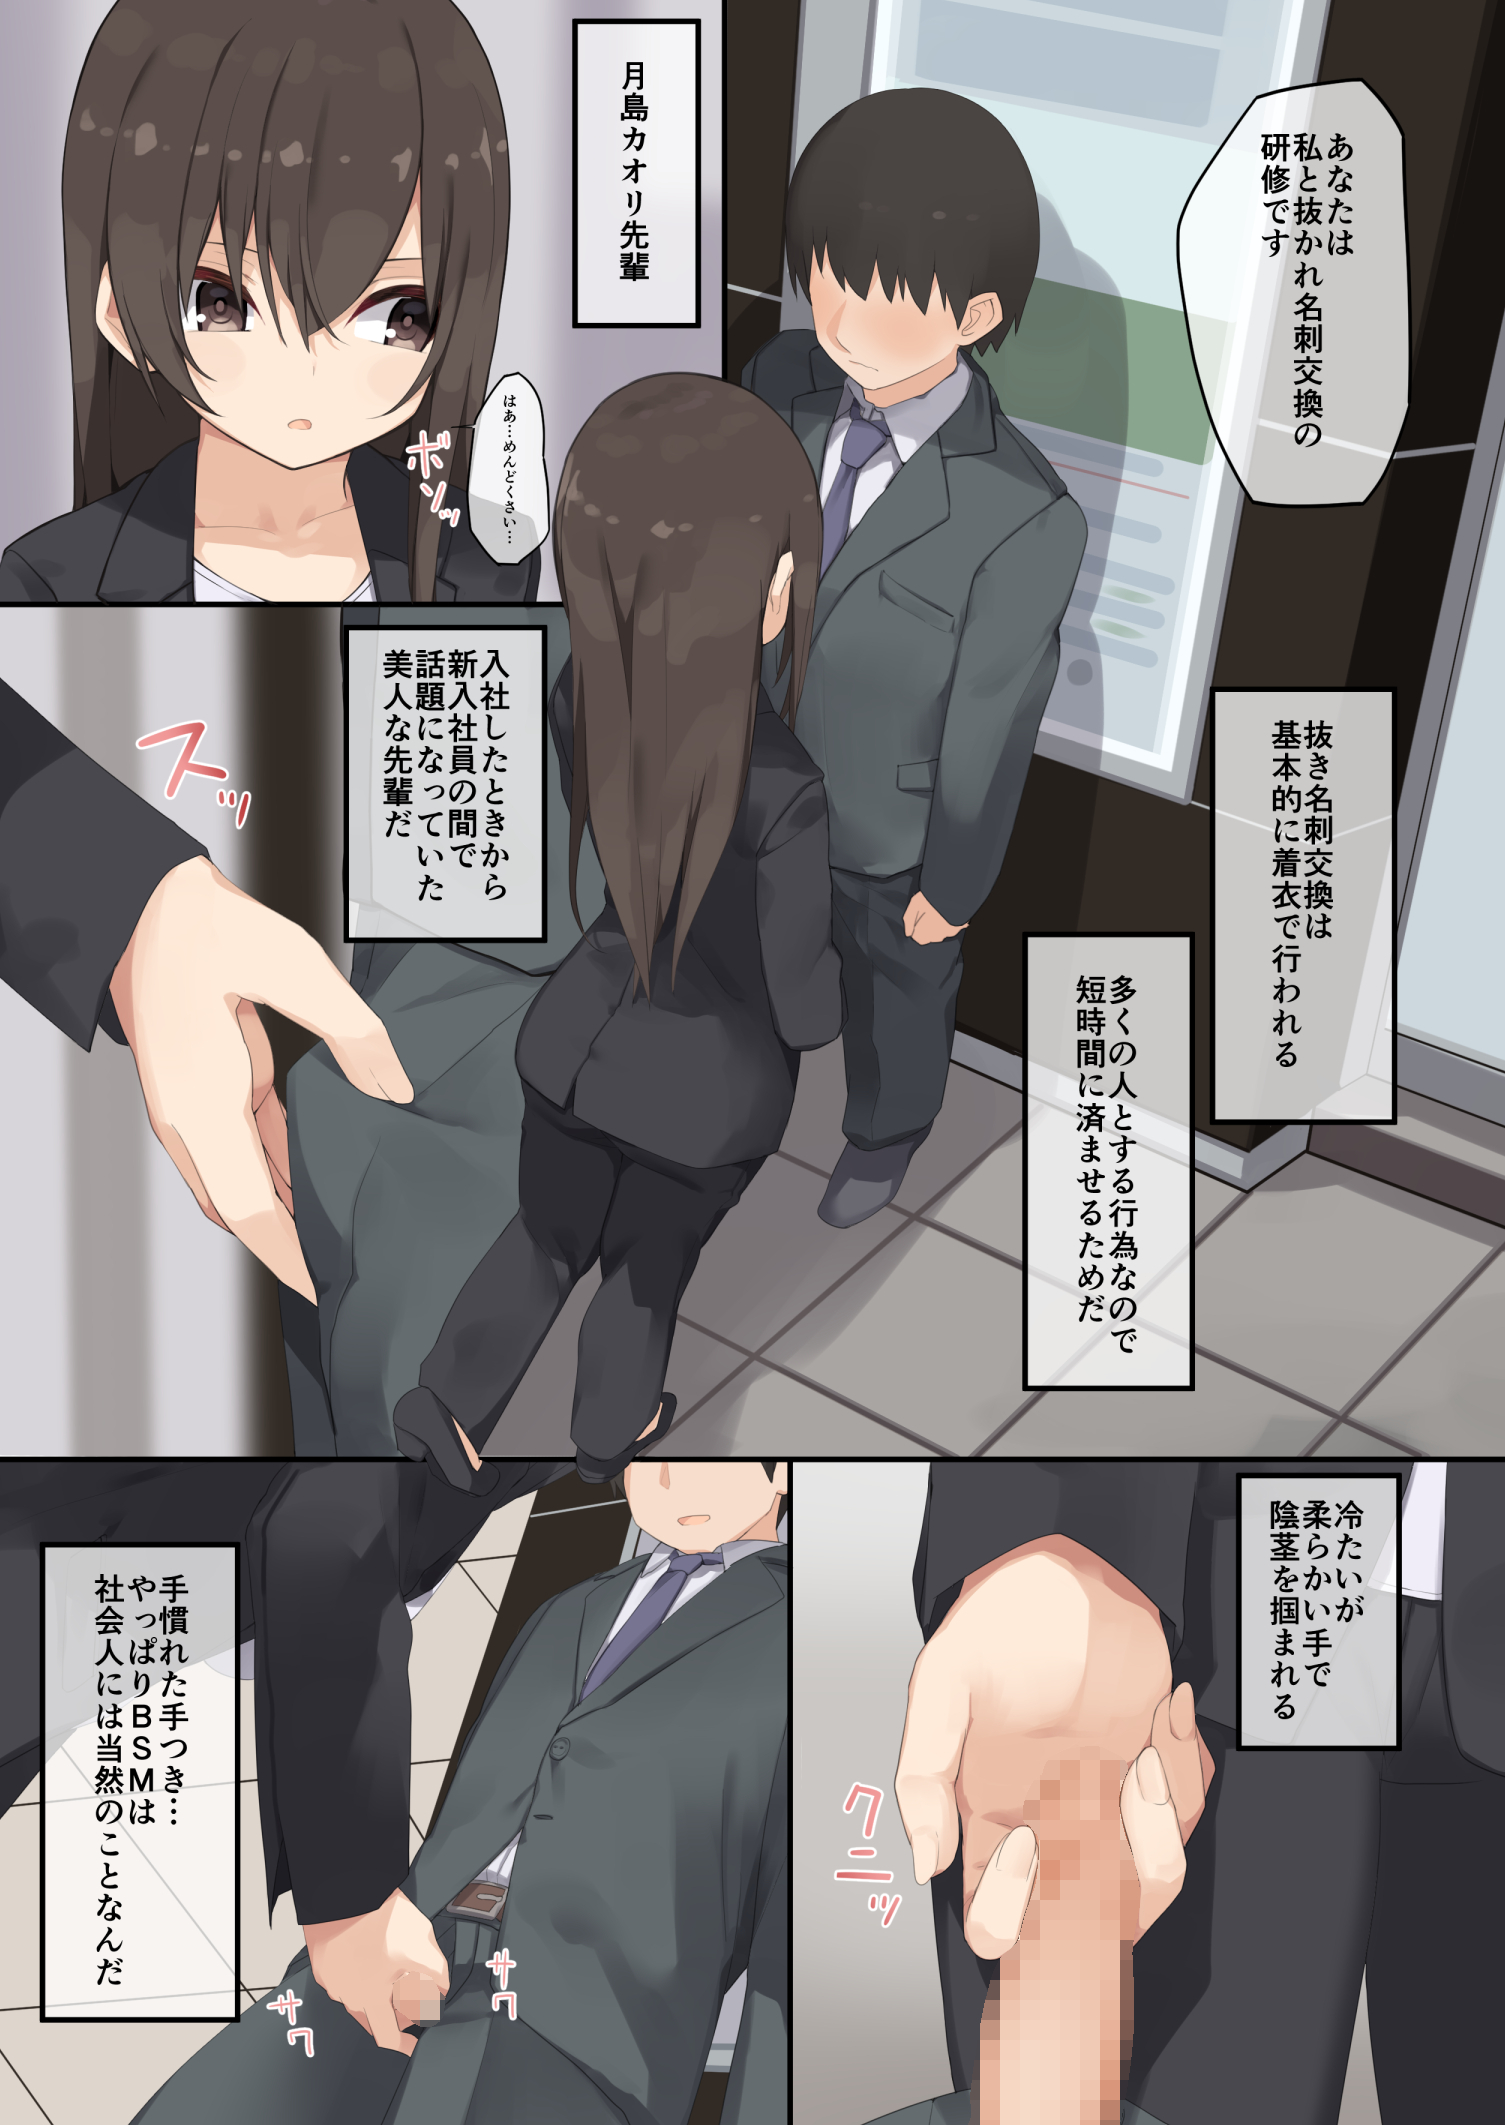 あなたは
私と抜かれ名刺交換の
研修です
抜き名刺交換は
基本的に着衣で行われる
多くの人とする行為なので
短時間に済ませるためだ
月島カオリ先輩
はあ…めんどくさい…
ボソッ
入社したときから
新入社員の間で
話題になっていた
美人な先輩だ
スッ
冷たいが
柔らかい手で
陰茎を掴まれる
クニッ
サワ
サワ
手慣れた手つき…
やっぱりBSMは
社会人には当然のことなんだ